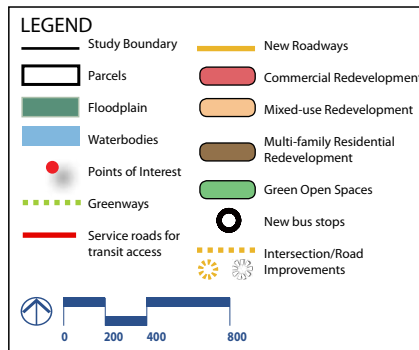 LEGEND
Study Boundary
Parcels
Floodplain
Waterbodies
Points of Interest
Greenways
Service roads for
transit access
New Roadways
Commercial Redevelopment
Mixed-use Redevelopment
Multi-family Residential
Redevelopment
Green Open Spaces
New bus stops
Intersection/Road
Improvements
0 200 400 800